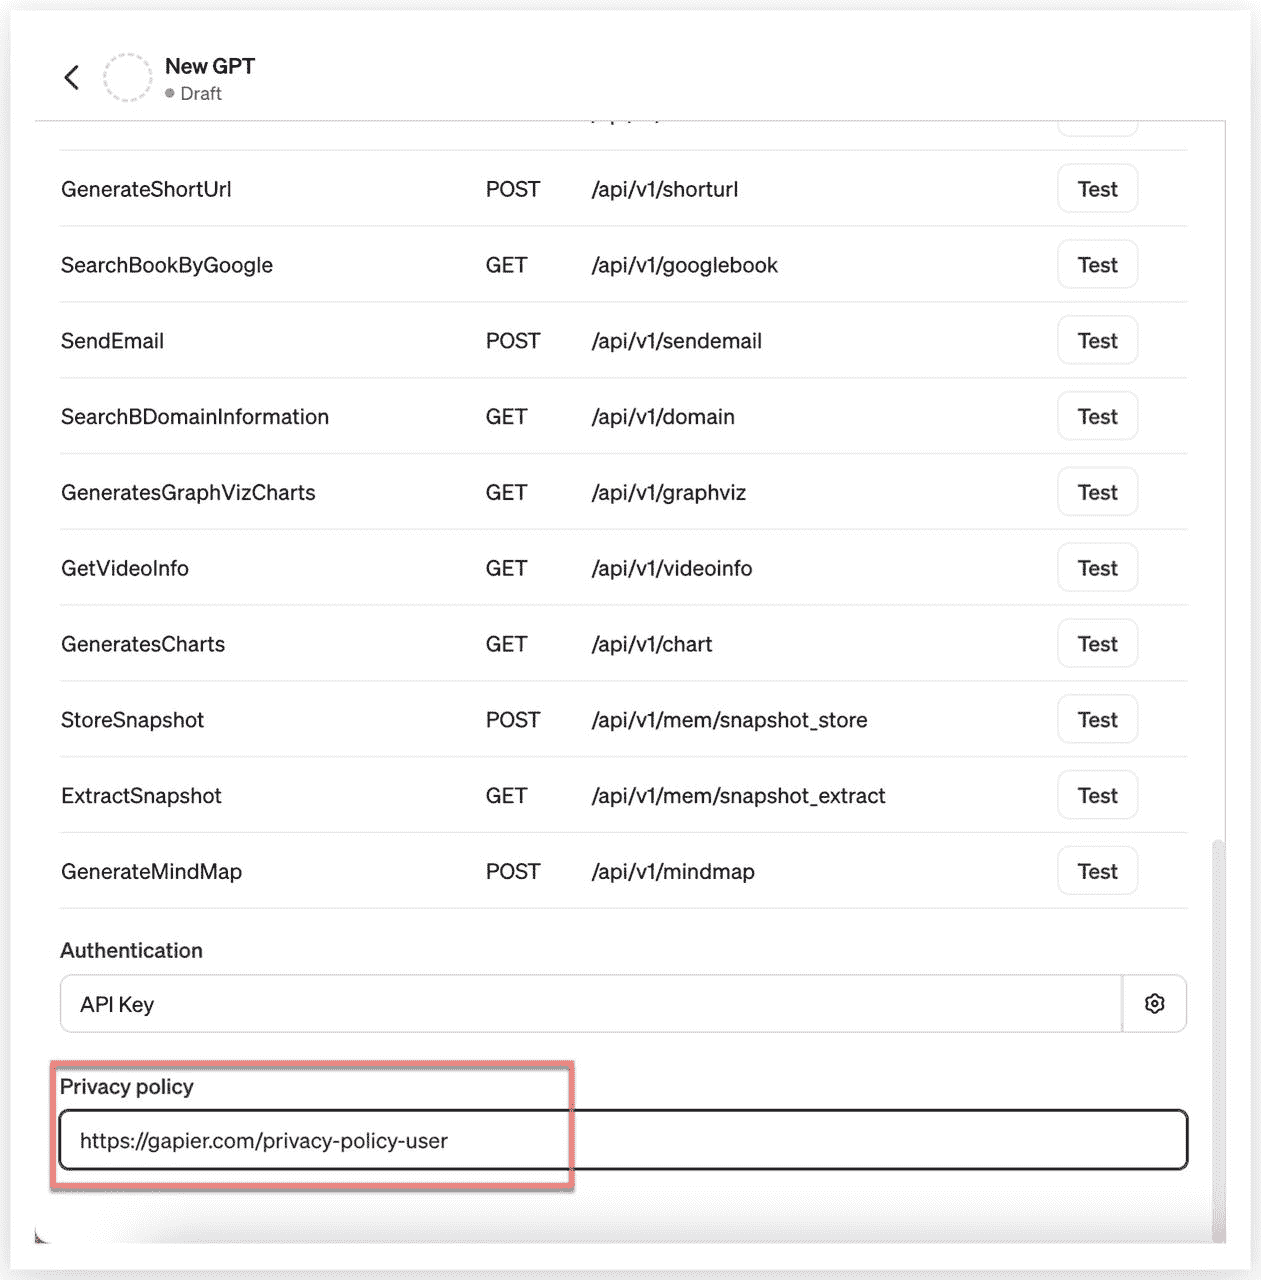 New GPT
Draft
GenerateShortUrl POST /api/v1/shorturl Test
SearchBookByGoogle GET /api/v1/googlebook Test
SendEmail POST /api/v1/sendemail Test
SearchBDomainInformation GET /api/v1/domain Test
GeneratesGraphVizCharts GET /api/v1/graphviz Test
GetVideoInfo GET /api/v1/videoinfo Test
GeneratesCharts GET /api/v1/chart Test
StoreSnapshot POST /api/v1/mem/snapshot_store Test
ExtractSnapshot GET /api/v1/mem/snapshot_extract Test
GenerateMindMap POST /api/v1/mindmap Test
Authentication
API Key
Privacy policy
https://gapier.com/privacy-policy-user